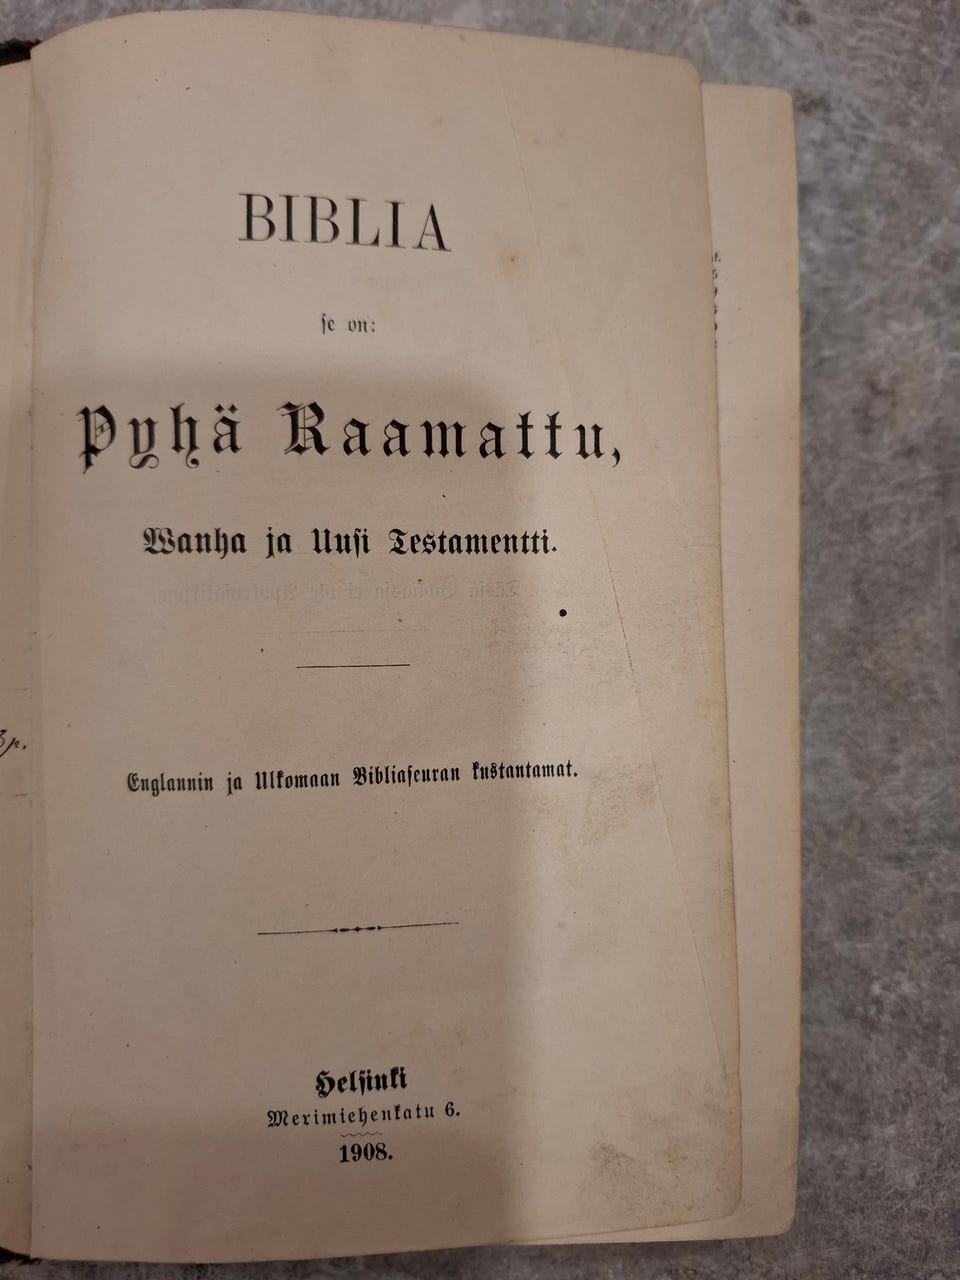 BIBLIA
se on:
Pyhä Raamattu,
Wanha ja Uusi Testamentti.
Englannin ja Ulkomaan Bibliaseuran kustantamat.
Helsinki
Merimiehenkatu 6.
1908.